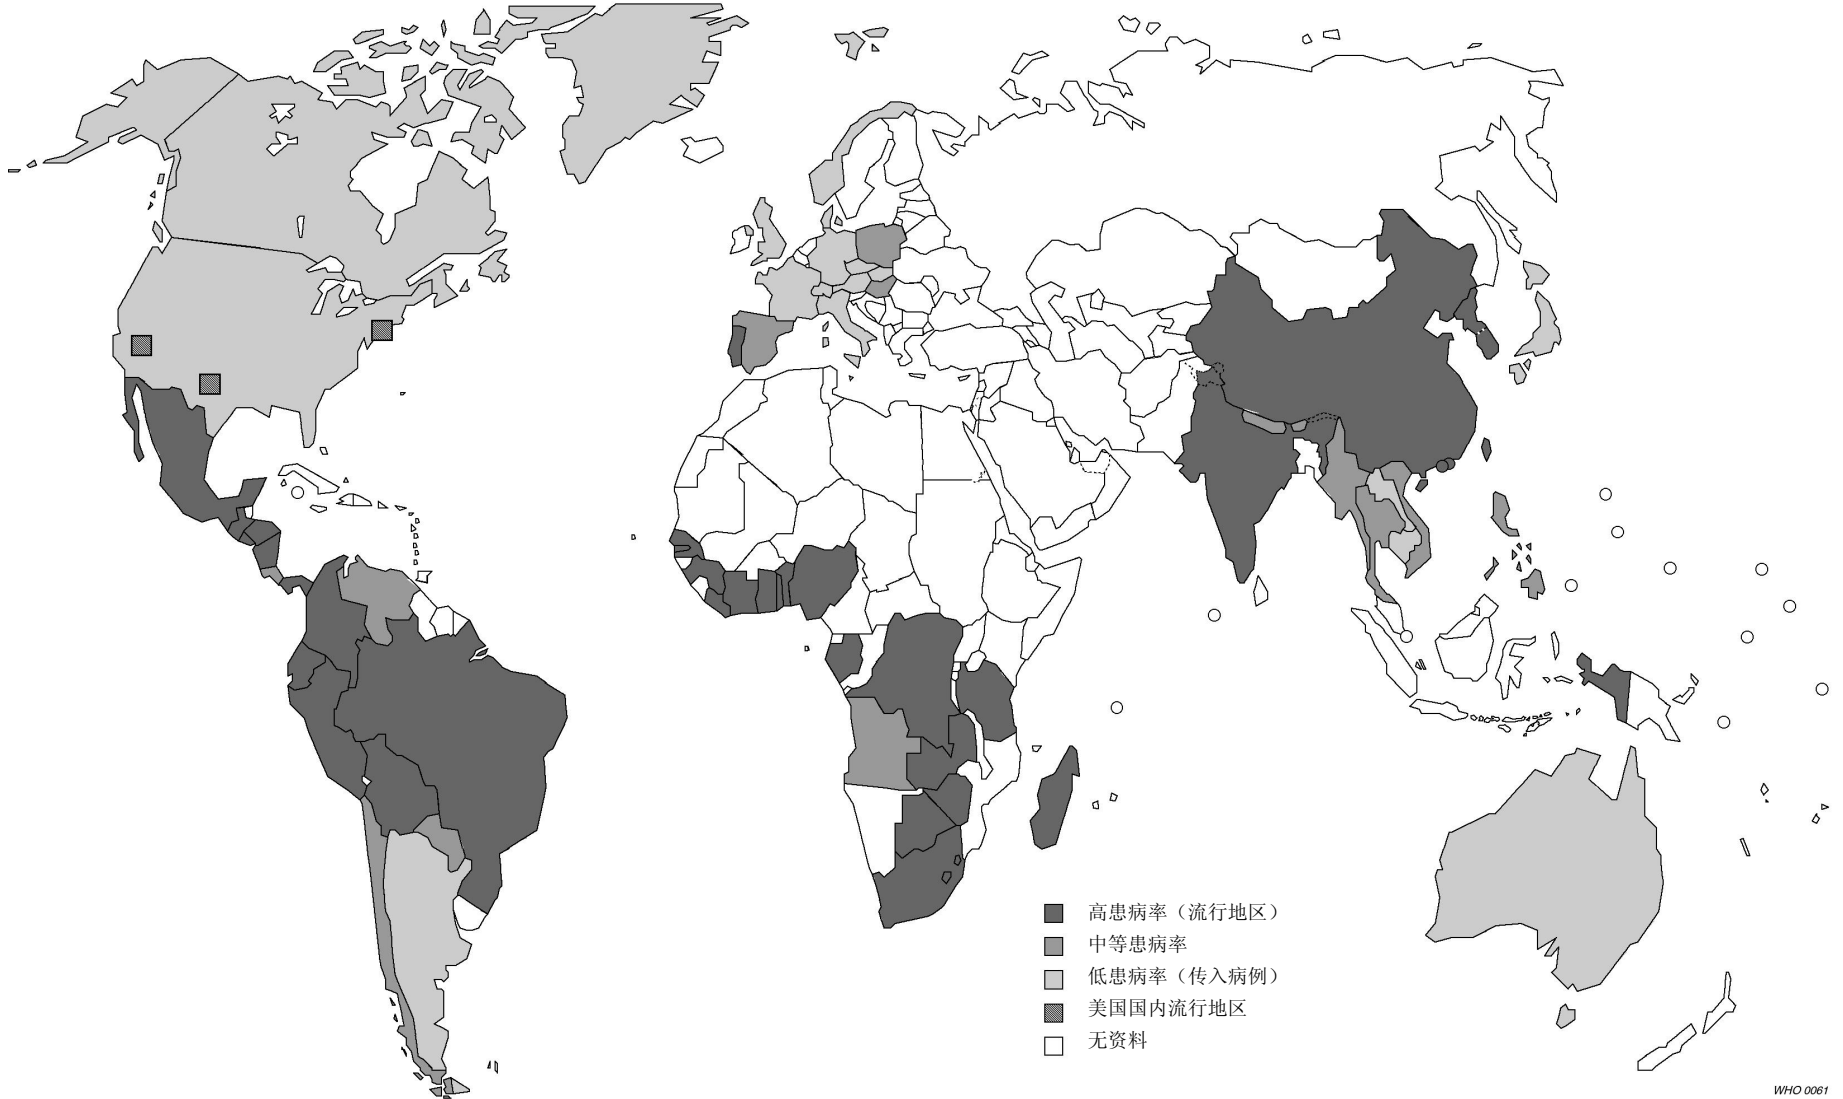 高患病率（流行地区）
中等患病率
低患病率（传入病例）
美国国内流行地区
无资料
WHO 0061